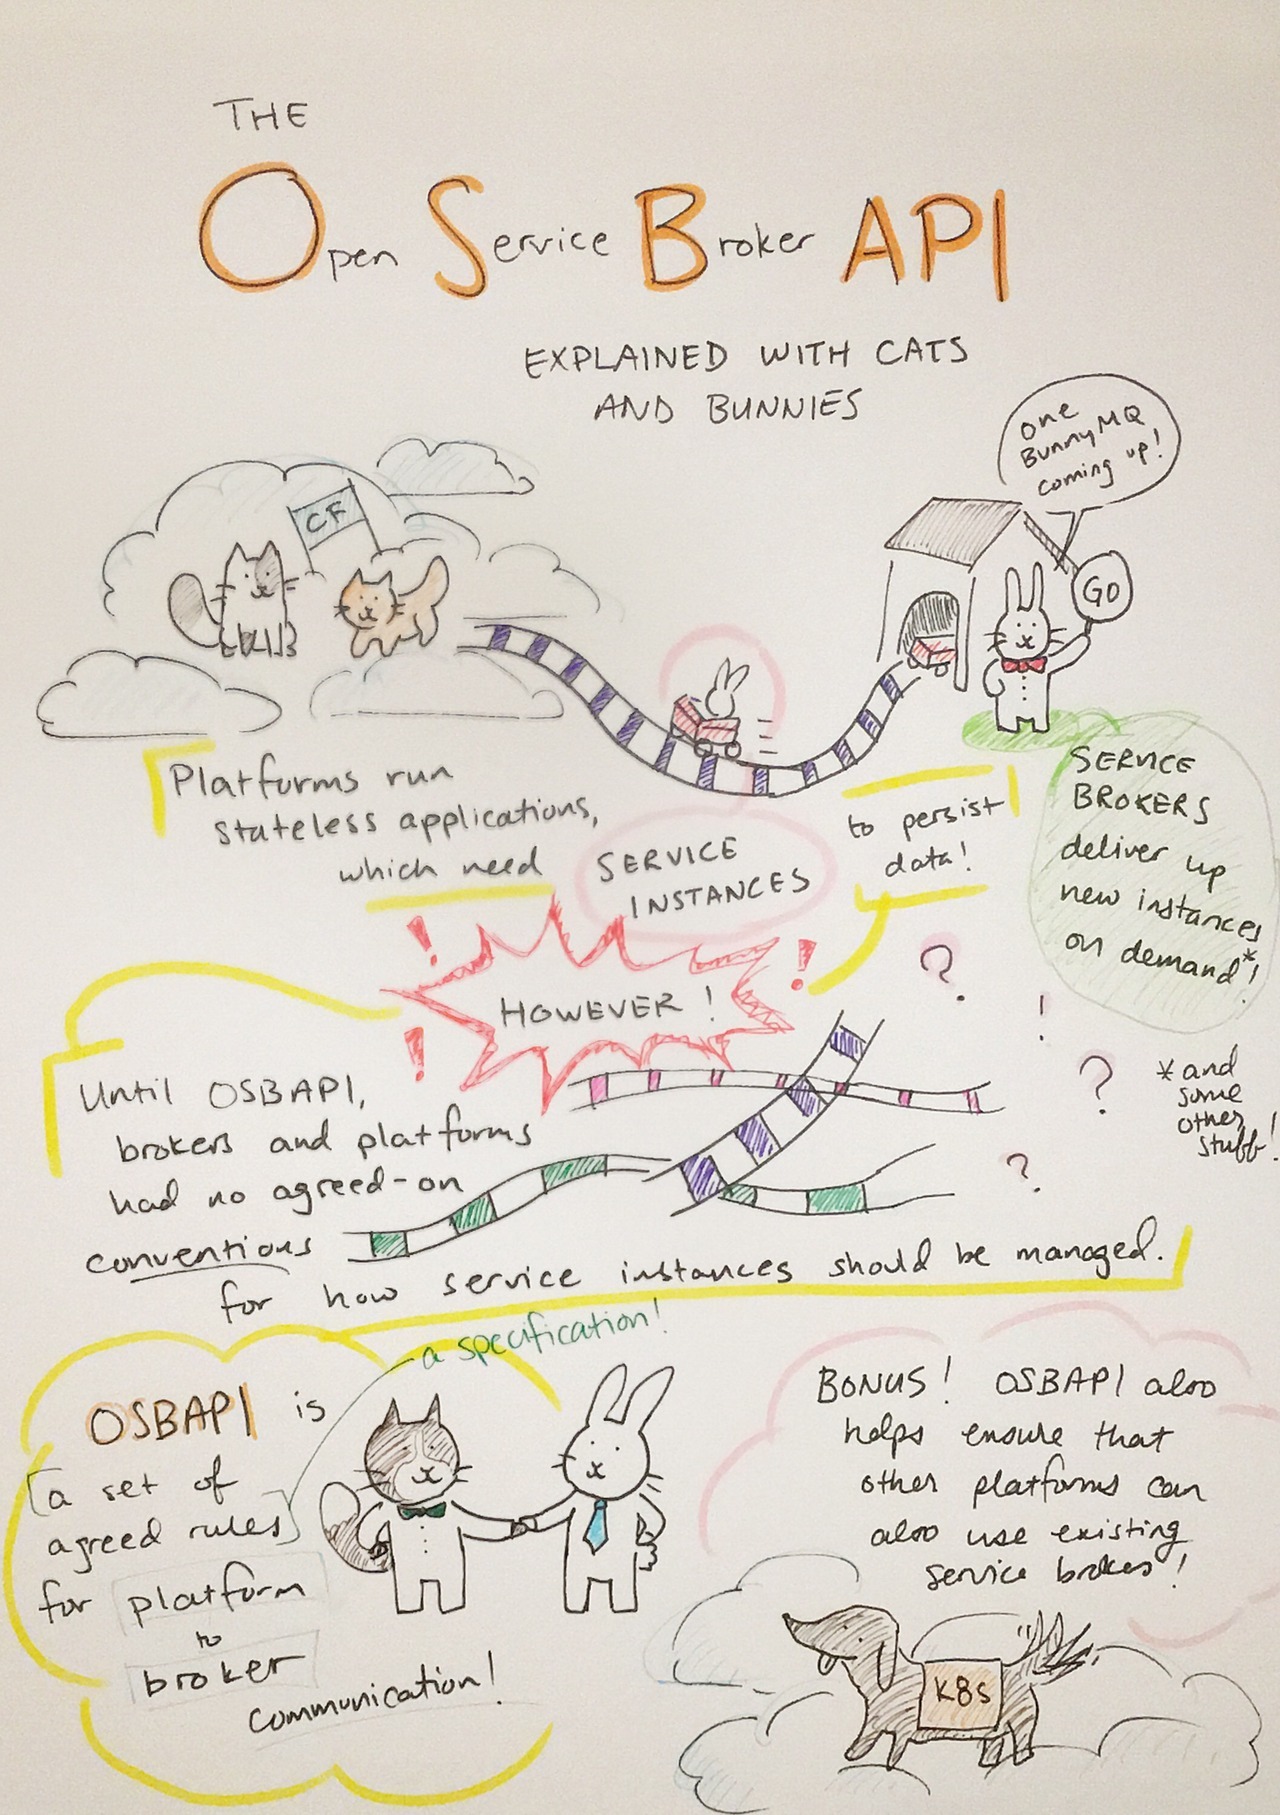 THE
Open Service Broker API
EXPLAINED WITH CATS
AND BUNNIES
one
BunnyMQ
coming up!
CF
GO
Platforms run
stateless applications,
which need
SERVICE
INSTANCES
to persist
data!
SERVICE
BROKERS
deliver up
new instances
on demand*!
*and
some
other
stuff!
HOWEVER!
?
!
?
?
Until OSBAPI,
brokers and platforms
had no agreed-on
conventions
for how service instances should be managed.
a specification!
OSBAPI is
[a set of
agreed rules]
for platform
to
broker
communication!
BONUS! OSBAPI also
helps ensure that
other platforms can
also use existing
service brokers!
K8s